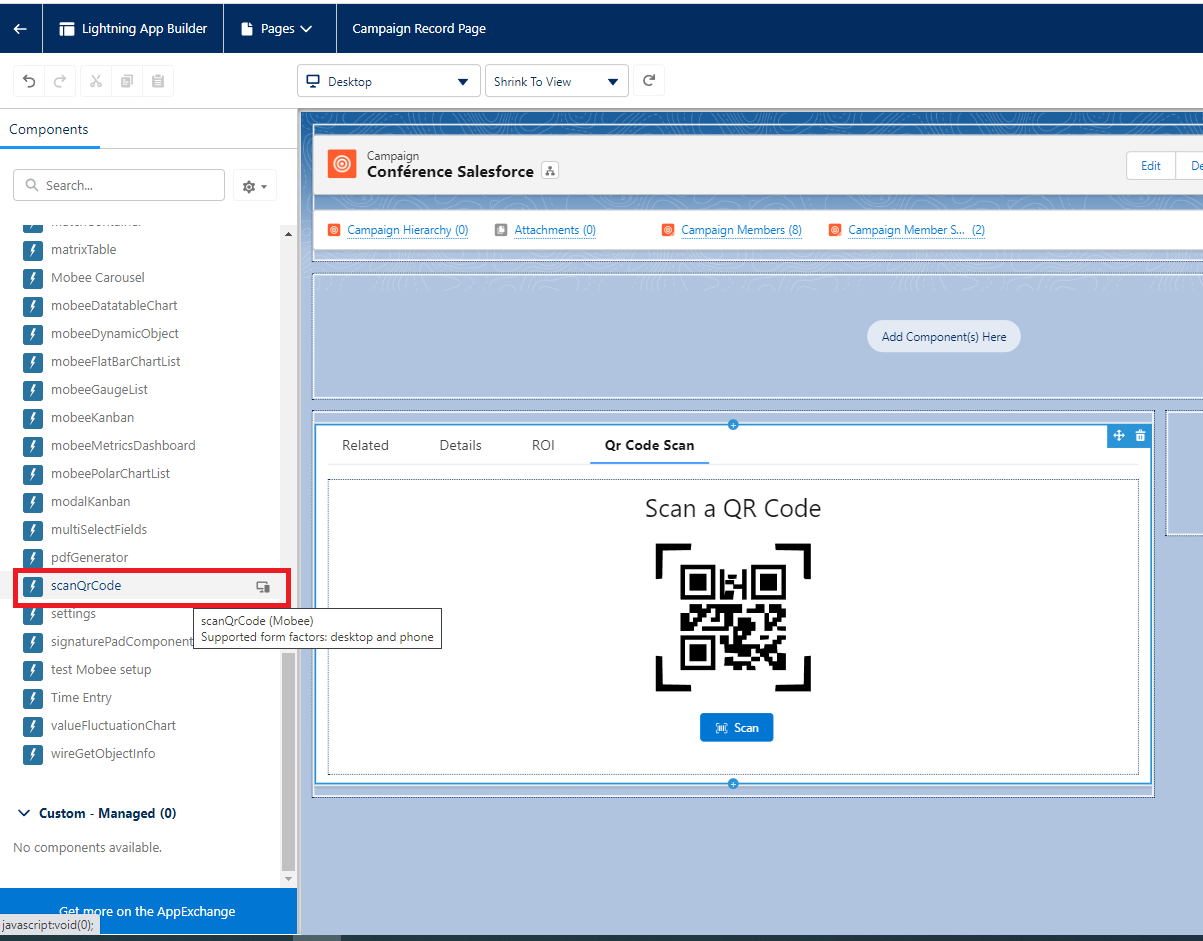 Lightning App Builder
Pages
Campaign Record Page
Desktop
Shrink To View
Components
Search...
matrixTable
Mobee Carousel
mobeeDatatableChart
mobeeDynamicObject
mobeeFlatBarChartList
mobeeGaugeList
mobeeKanban
mobeeMetricsDashboard
mobeePolarChartList
modalKanban
multiSelectFields
pdfGenerator
scanQrCode
settings
scanQrCode (Mobee)
Supported form factors: desktop and phone
signaturePadComponent
test Mobee setup
Time Entry
valueFluctuationChart
wireGetObjectInfo
Custom - Managed (0)
No components available.
Get more on the AppExchange
javascript:void(0);
Campaign
Conférence Salesforce
Edit
De
Campaign Hierarchy (0)
Attachments (0)
Campaign Members (8)
Campaign Member S... (2)
Add Component(s) Here
Related
Details
ROI
Qr Code Scan
Scan a QR Code
Scan